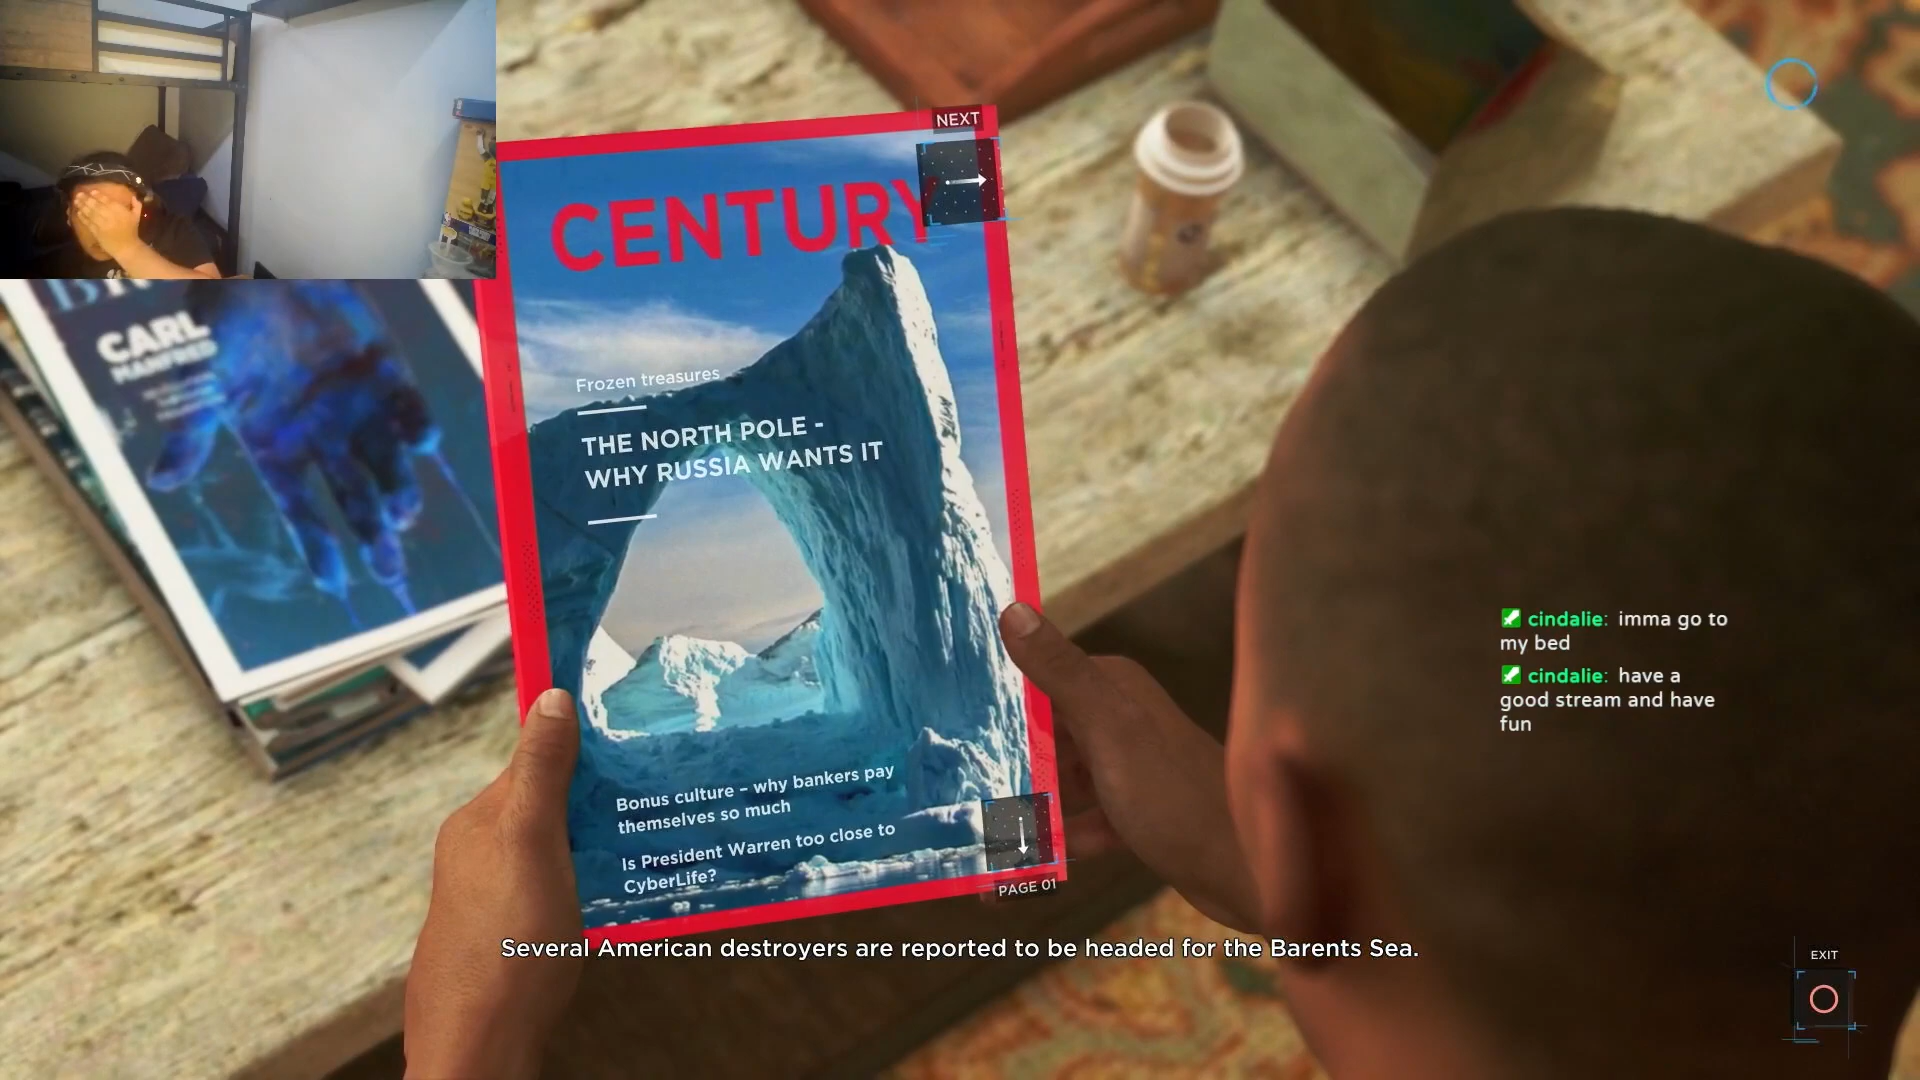 NEXT
CENTURY
CARL
MANFRED
Frozen treasures
THE NORTH POLE -
WHY RUSSIA WANTS IT
cindalie: imma go to
my bed
cindalie: have a
good stream and have
fun
Bonus culture – why bankers pay
themselves so much
Is President Warren too close to
CyberLife?
PAGE 01
Several American destroyers are reported to be headed for the Barents Sea.
EXIT